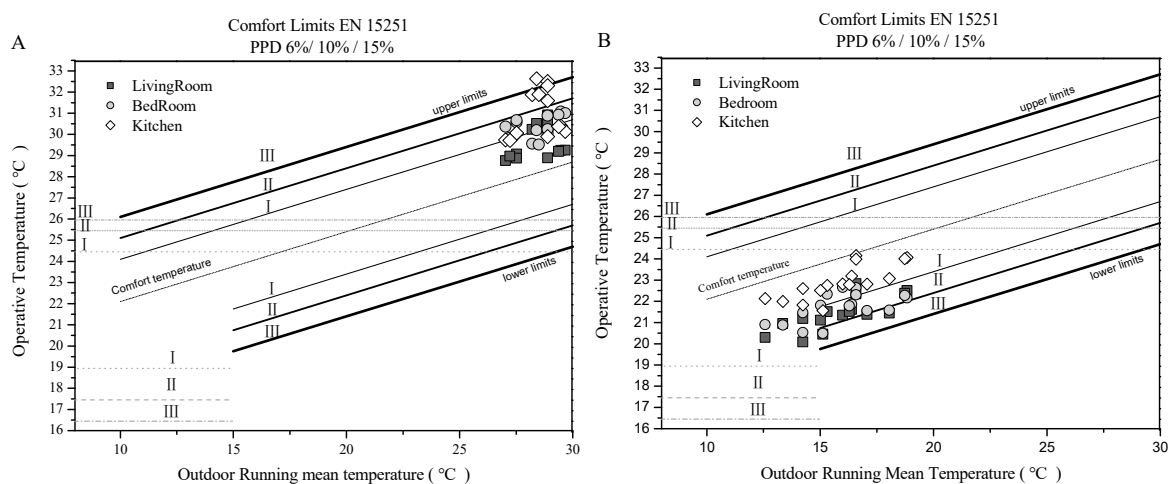 A
Comfort Limits EN 15251
PPD 6%/ 10% / 15%
LivingRoom
BedRoom
Kitchen
upper limits
III
II
I
III
II
I
Comfort temperature
I
II
III
lower limits
I
II
III
33
32
31
30
29
28
27
26
25
24
23
22
21
20
19
18
17
16
10
15
20
25
30
Operative Temperature ( °C )
Outdoor Running mean temperature ( °C )
B
Comfort Limits EN 15251
PPD 6%/ 10% / 15%
LivingRoom
Bedroom
Kitchen
upper limits
III
II
I
III
II
I
Comfort temperature
I
II
III
lower limits
I
II
III
33
32
31
30
29
28
27
26
25
24
23
22
21
20
19
18
17
16
10
15
20
25
30
Operative Temperature ( °C )
Outdoor Running Mean Temperature ( °C )